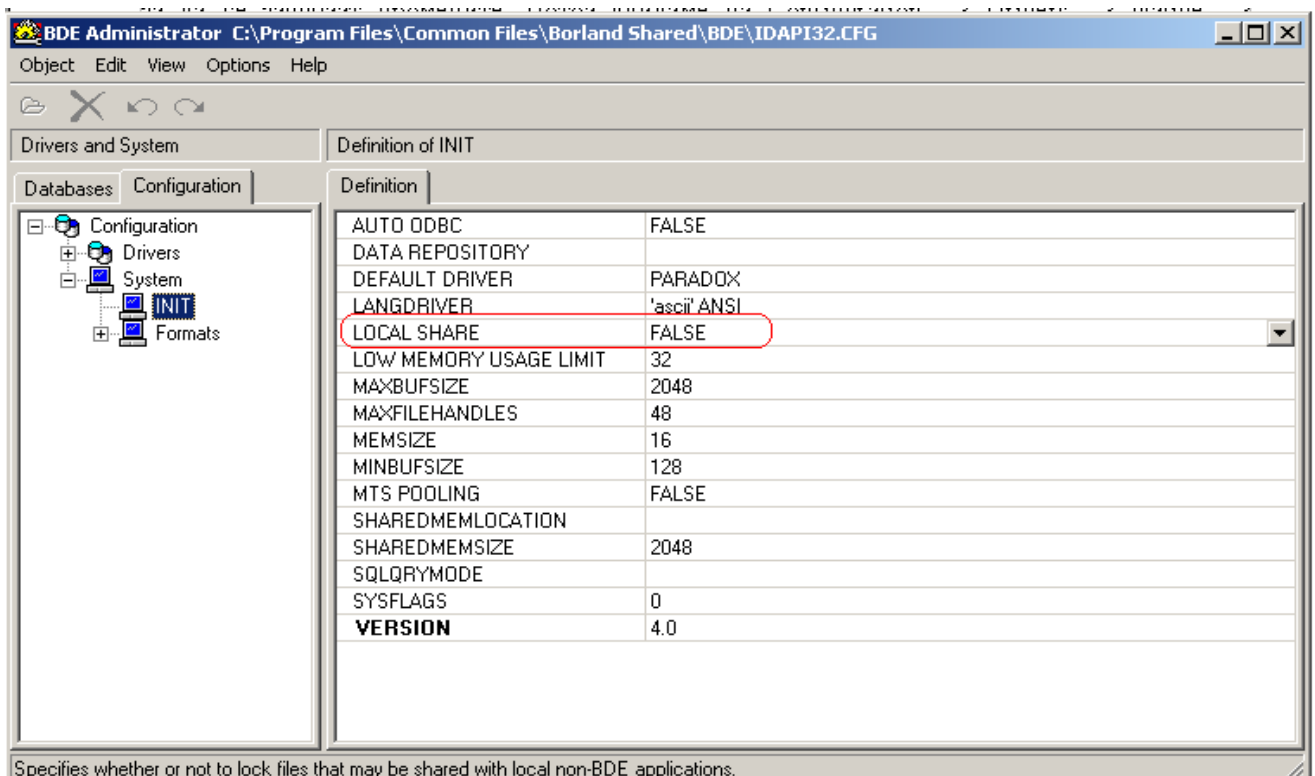 BDE Administrator C:\Program Files\Common Files\Borland Shared\BDE\IDAPI32.CFG
Object Edit View Options Help
Drivers and System
Definition of INIT
Databases Configuration
Definition
Configuration
Drivers
System
INIT
Formats
AUTO ODBC FALSE
DATA REPOSITORY
DEFAULT DRIVER PARADOX
LANGDRIVER 'ascii' ANSI
LOCAL SHARE FALSE
LOW MEMORY USAGE LIMIT 32
MAXBUFSIZE 2048
MAXFILEHANDLES 48
MEMSIZE 16
MINBUFSIZE 128
MTS POOLING FALSE
SHAREDMEMLOCATION
SHAREDMEMSIZE 2048
SQLQRYMODE
SYSFLAGS 0
VERSION 4.0
Specifies whether or not to lock files that may be shared with local non-BDE applications.